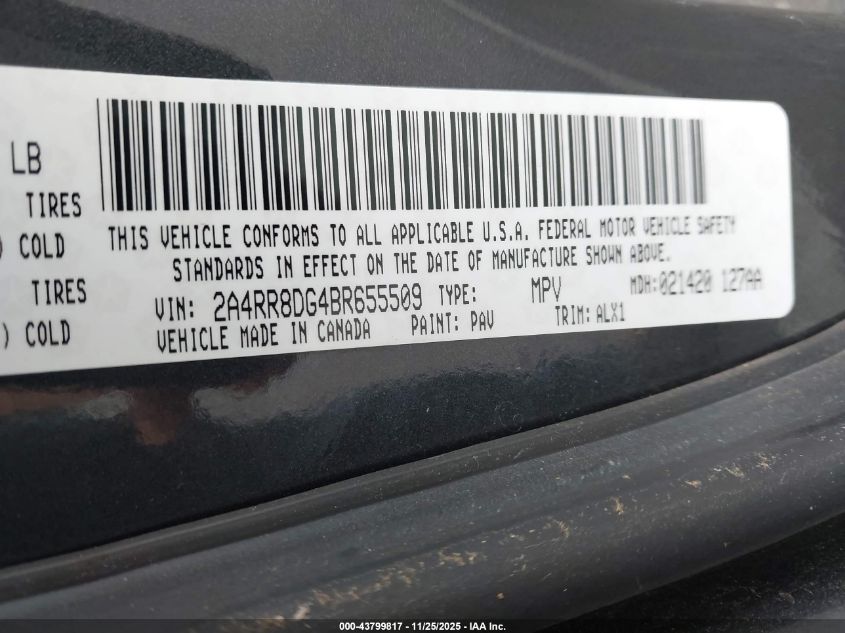 LB
TIRES
) COLD
TIRES
) COLD
THIS VEHICLE CONFORMS TO ALL APPLICABLE U.S.A. FEDERAL MOTOR VEHICLE SAFETY
STANDARDS IN EFFECT ON THE DATE OF MANUFACTURE SHOWN ABOVE.
VIN: 2A4RR8DG4BR655509 TYPE: MPV MDH:021420 127AA
VEHICLE MADE IN CANADA PAINT: PAV TRIM: ALX1
000-43799817 - 11/25/2025 - IAA Inc.